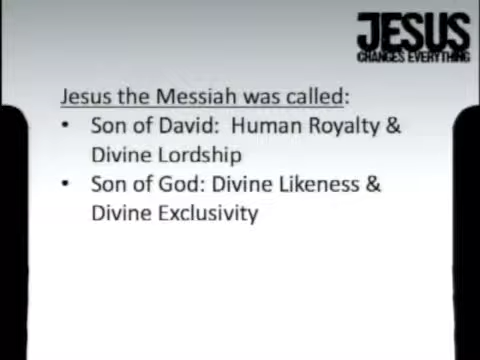 JESUS
CHANGES EVERYTHING
Jesus the Messiah was called:
• Son of David: Human Royalty &
Divine Lordship
• Son of God: Divine Likeness &
Divine Exclusivity